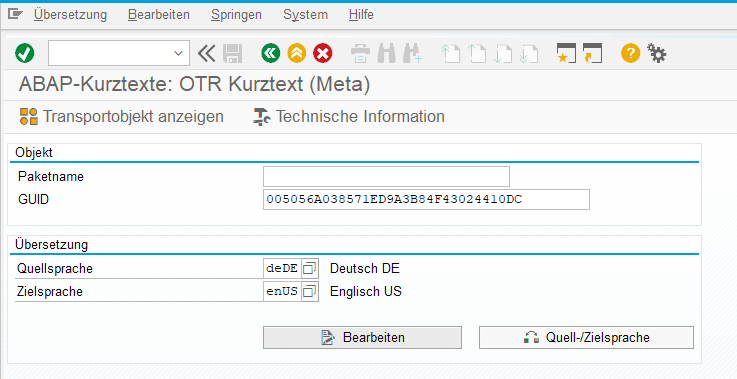 Übersetzung Bearbeiten Springen System Hilfe
ABAP-Kurztexte: OTR Kurztext (Meta)
Transportobjekt anzeigen Technische Information
Objekt
Paketname
GUID 005056A038571ED9A3B84F43024410DC
Übersetzung
Quellsprache deDE Deutsch DE
Zielsprache enUS Englisch US
Bearbeiten Quell-/Zielsprache